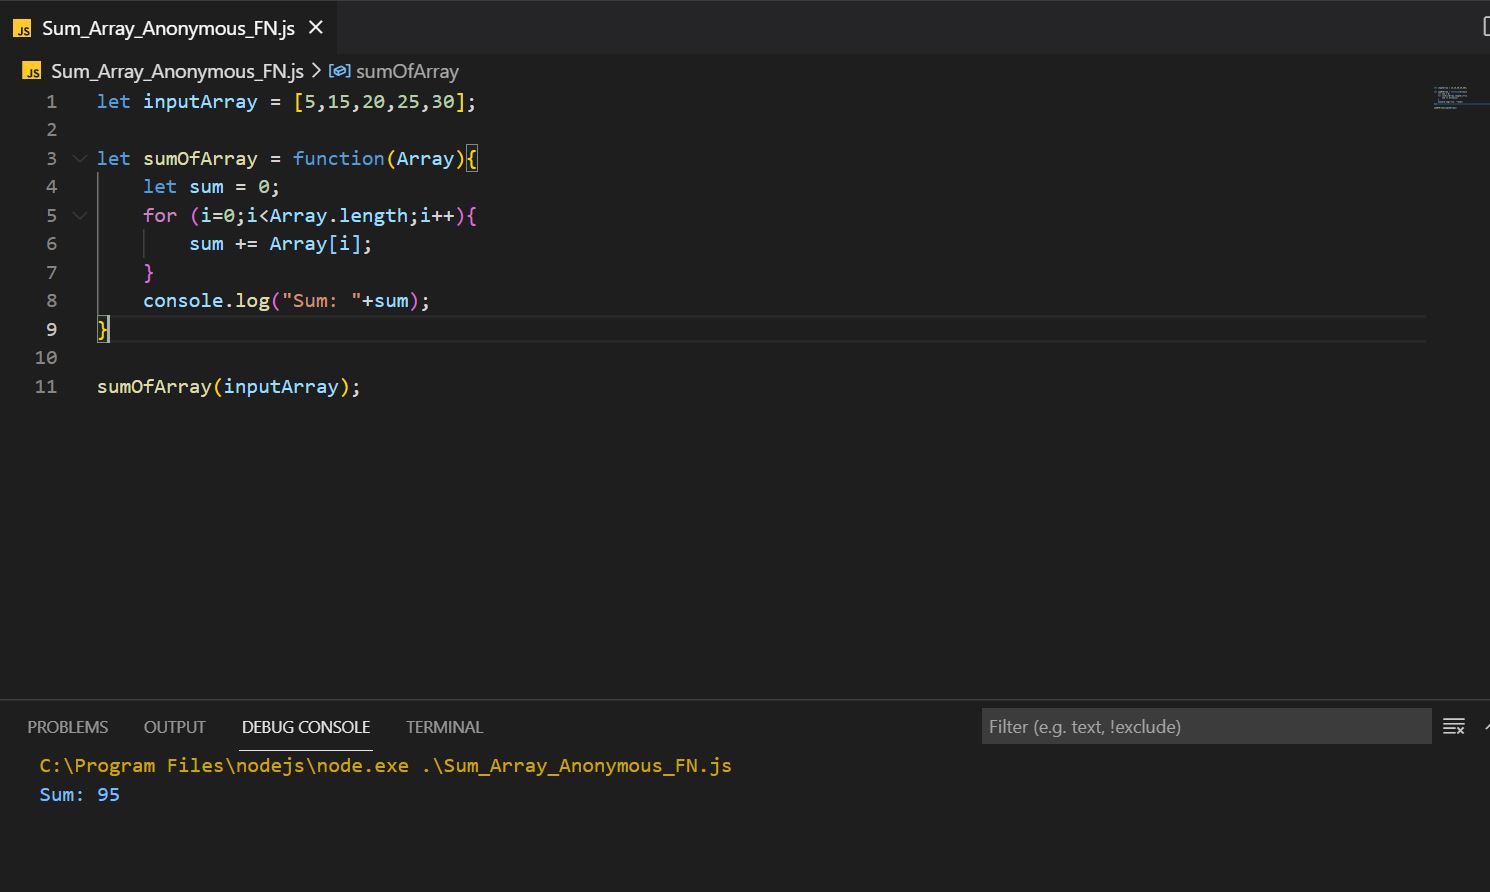 JS Sum_Array_Anonymous_FN.js
JS Sum_Array_Anonymous_FN.js > sumOfArray
1 let inputArray = [5,15,20,25,30];
2
3 let sumOfArray = function(Array){
4     let sum = 0;
5     for (i=0;i<Array.length;i++){
6         sum += Array[i];
7     }
8     console.log("Sum: "+sum);
9 }
10
11 sumOfArray(inputArray);
PROBLEMS OUTPUT DEBUG CONSOLE TERMINAL Filter (e.g. text, !exclude)
C:\Program Files\nodejs\node.exe .\Sum_Array_Anonymous_FN.js
Sum: 95